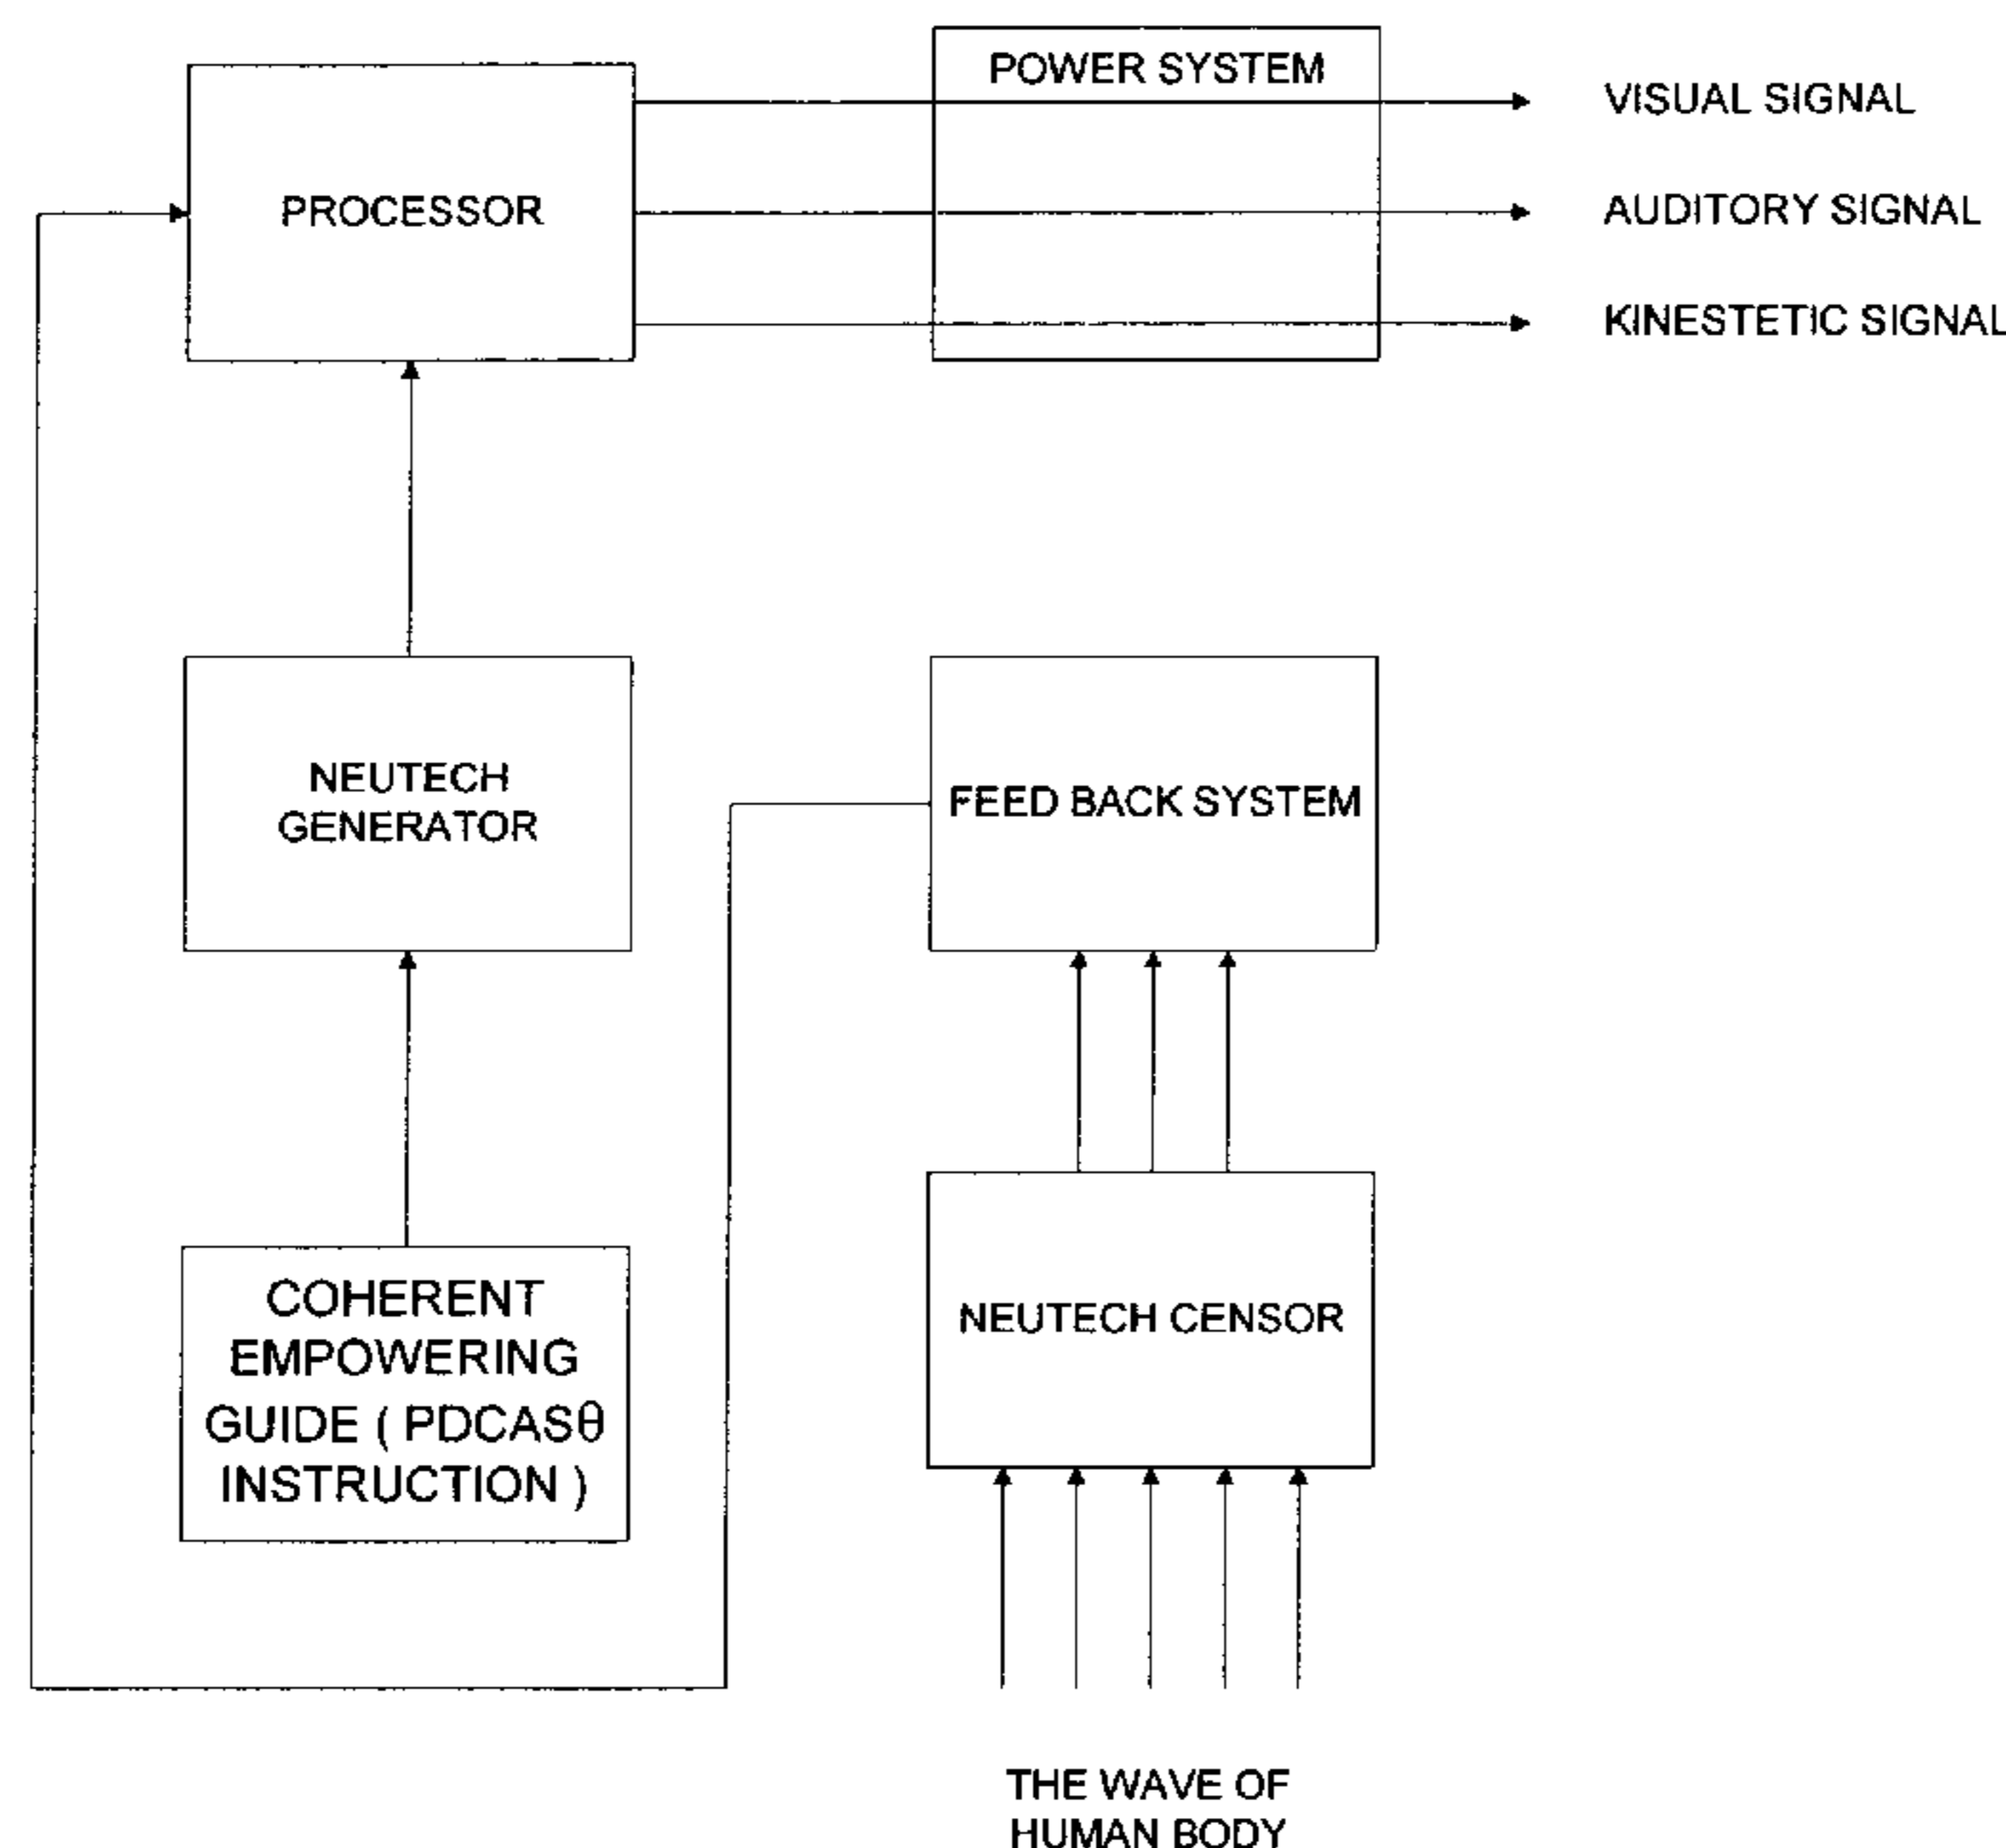 POWER SYSTEM
VISUAL SIGNAL
PROCESSOR
AUDITORY SIGNAL
KINESTETIC SIGNAL
NEUTECH
GENERATOR
FEED BACK SYSTEM
COHERENT
EMPOWERING
GUIDE ( PDCASθ
INSTRUCTION )
NEUTECH CENSOR
THE WAVE OF
HUMAN BODY